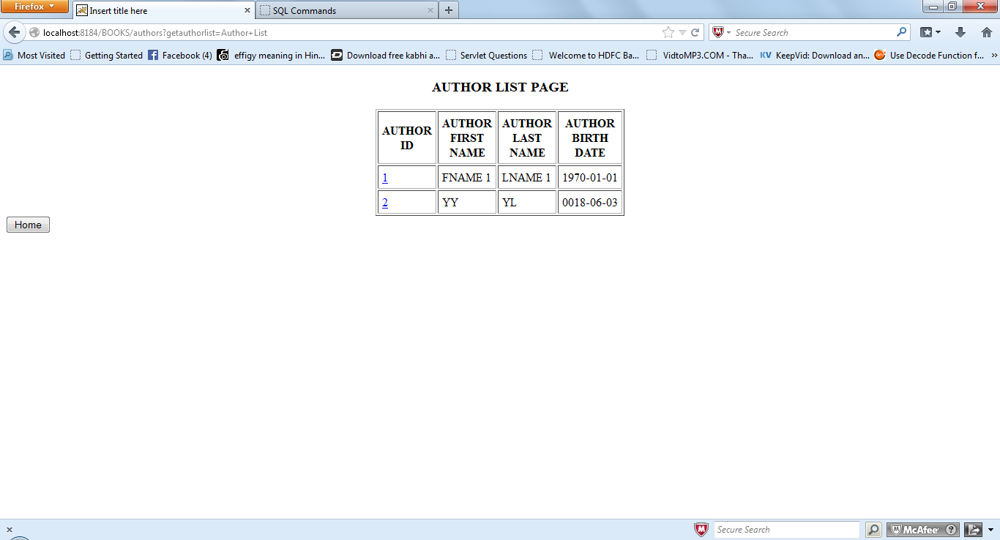 Firefox
Insert title here
SQL Commands
localhost:8184/BOOKS/authors?getauthorlist=Author+List
Secure Search
Most Visited Getting Started Facebook (4) effigy meaning in Hin... Download free kabhi a... Servlet Questions Welcome to HDFC Ba... VidtoMP3.COM - Tha... KV KeepVid: Download an... Use Decode Function f... »
AUTHOR LIST PAGE
AUTHOR ID AUTHOR FIRST NAME AUTHOR LAST NAME AUTHOR BIRTH DATE
1 FNAME 1 LNAME 1 1970-01-01
2 YY YL 0018-06-03
Home
Secure Search McAfee